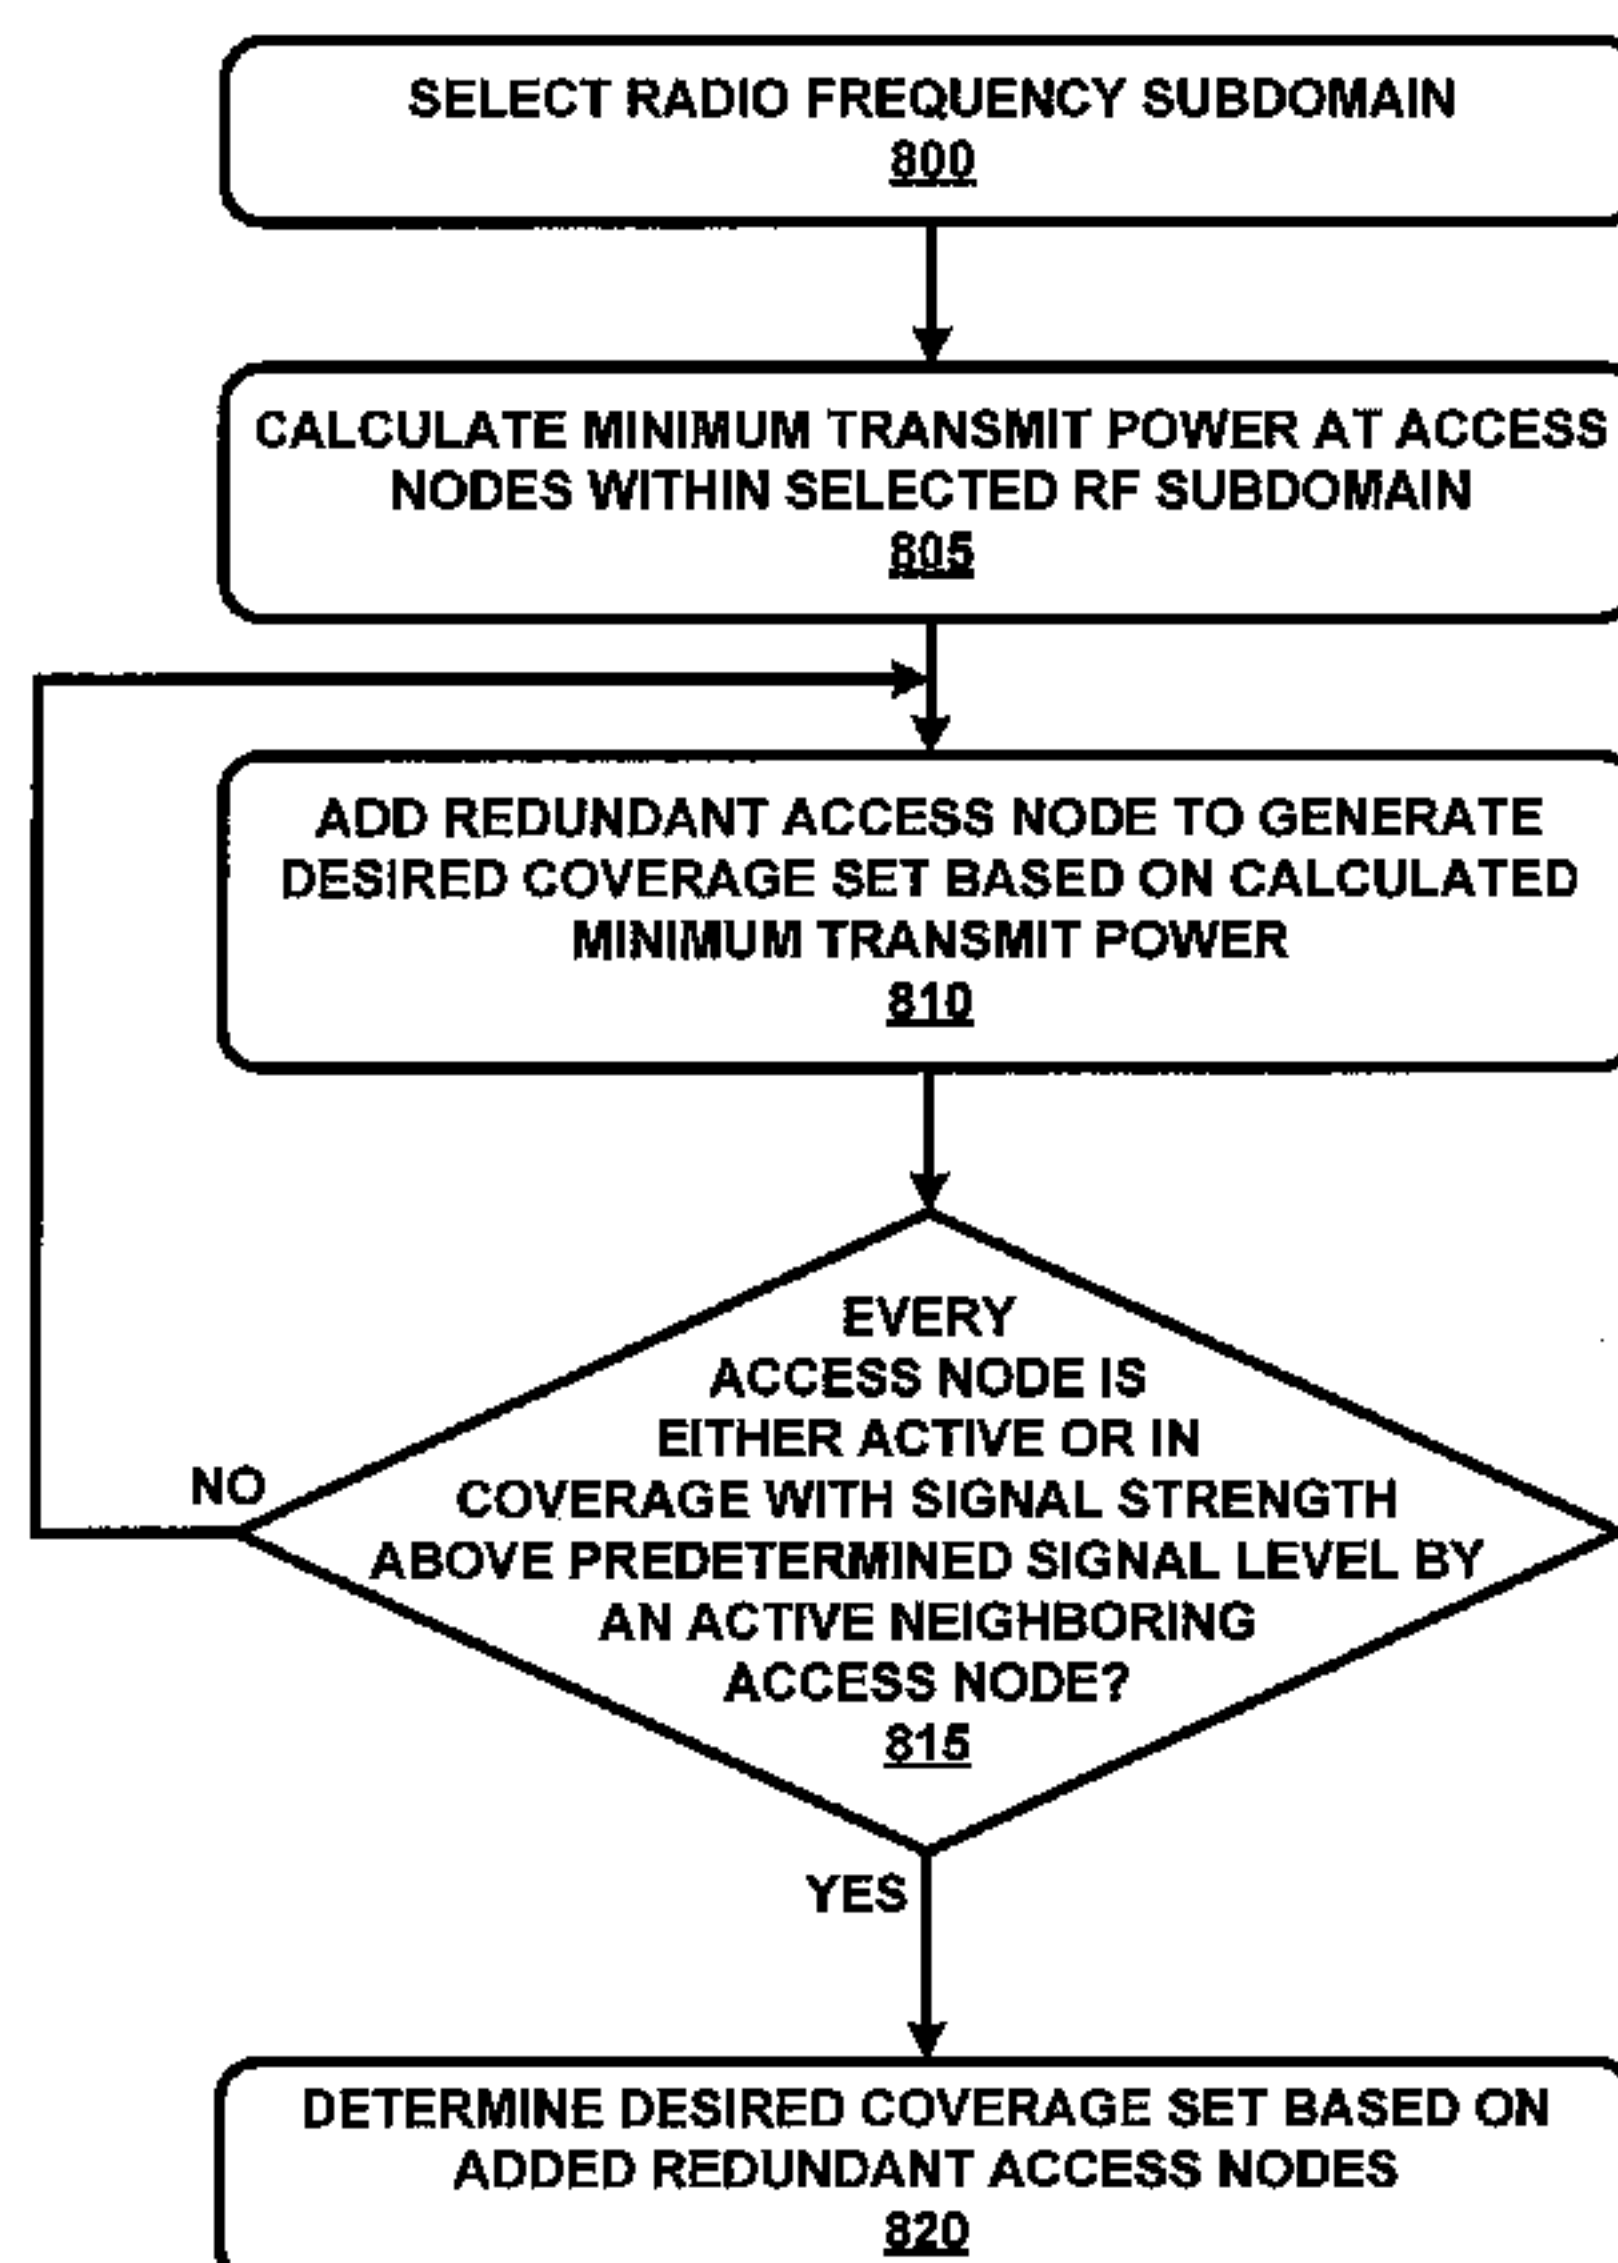 SELECT RADIO FREQUENCY SUBDOMAIN
800
CALCULATE MINIMUM TRANSMIT POWER AT ACCESS
NODES WITHIN SELECTED RF SUBDOMAIN
805
ADD REDUNDANT ACCESS NODE TO GENERATE
DESIRED COVERAGE SET BASED ON CALCULATED
MINIMUM TRANSMIT POWER
810
EVERY
ACCESS NODE IS
EITHER ACTIVE OR IN
COVERAGE WITH SIGNAL STRENGTH
ABOVE PREDETERMINED SIGNAL LEVEL BY
AN ACTIVE NEIGHBORING
ACCESS NODE?
815
NO
YES
DETERMINE DESIRED COVERAGE SET BASED ON
ADDED REDUNDANT ACCESS NODES
820